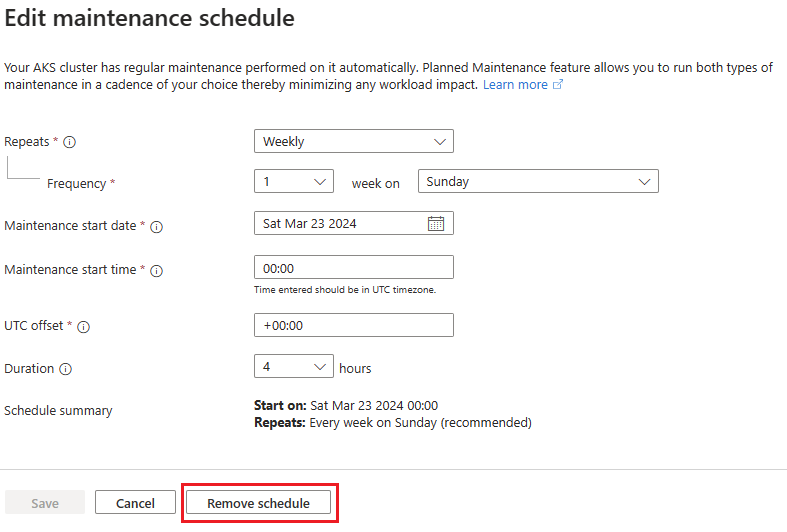 Edit maintenance schedule
Your AKS cluster has regular maintenance performed on it automatically. Planned Maintenance feature allows you to run both types of
maintenance in a cadence of your choice thereby minimizing any workload impact. Learn more
Repeats *
Weekly
Frequency *
1
week on
Sunday
Maintenance start date *
Sat Mar 23 2024
Maintenance start time *
00:00
Time entered should be in UTC timezone.
UTC offset *
+00:00
Duration
4
hours
Schedule summary
Start on: Sat Mar 23 2024 00:00
Repeats: Every week on Sunday (recommended)
Save
Cancel
Remove schedule